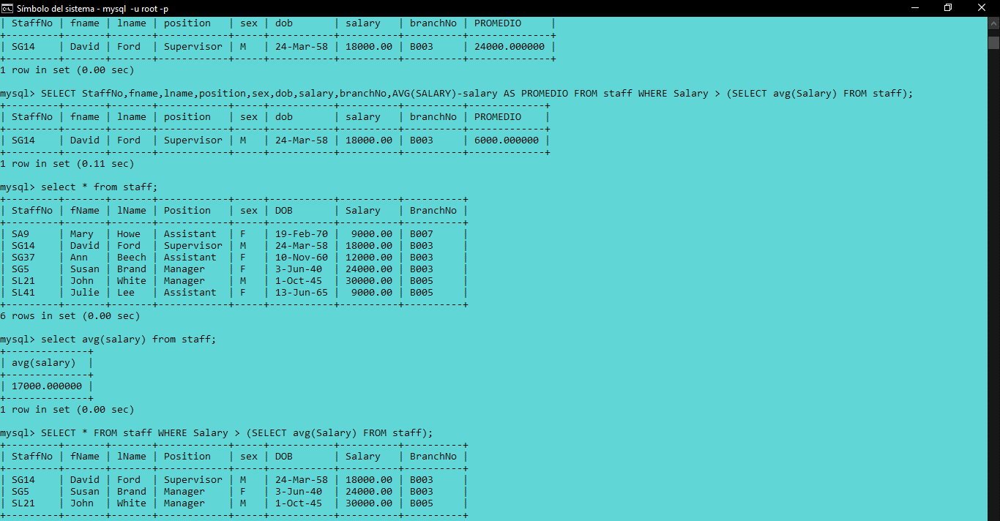 Símbolo del sistema - mysql -u root -p
| StaffNo | fname | lname | position   | sex | dob       | salary   | branchNo | PROMEDIO     |
+---------+-------+-------+------------+-----+-----------+----------+----------+--------------+
| SG14    | David | Ford  | Supervisor | M   | 24-Mar-58 | 18000.00 | B003     | 24000.000000 |
+---------+-------+-------+------------+-----+-----------+----------+----------+--------------+
1 row in set (0.00 sec)

mysql> SELECT StaffNo,fname,lname,position,sex,dob,salary,branchNo,AVG(SALARY)-salary AS PROMEDIO FROM staff WHERE Salary > (SELECT avg(Salary) FROM staff);
+---------+-------+-------+------------+-----+-----------+----------+----------+-------------+
| StaffNo | fname | lname | position   | sex | dob       | salary   | branchNo | PROMEDIO    |
+---------+-------+-------+------------+-----+-----------+----------+----------+-------------+
| SG14    | David | Ford  | Supervisor | M   | 24-Mar-58 | 18000.00 | B003     | 6000.000000 |
+---------+-------+-------+------------+-----+-----------+----------+----------+-------------+
1 row in set (0.11 sec)

mysql> select * from staff;
+---------+-------+-------+------------+-----+-----------+----------+----------+
| StaffNo | fName | lName | Position   | sex | DOB       | Salary   | BranchNo |
+---------+-------+-------+------------+-----+-----------+----------+----------+
| SA9     | Mary  | Howe  | Assistant  | F   | 19-Feb-70 |  9000.00 | B007     |
| SG14    | David | Ford  | Supervisor | M   | 24-Mar-58 | 18000.00 | B003     |
| SG37    | Ann   | Beech | Assistant  | F   | 10-Nov-60 | 12000.00 | B003     |
| SG5     | Susan | Brand | Manager    | F   | 3-Jun-40  | 24000.00 | B003     |
| SL21    | John  | White | Manager    | M   | 1-Oct-45  | 30000.00 | B005     |
| SL41    | Julie | Lee   | Assistant  | F   | 13-Jun-65 |  9000.00 | B005     |
+---------+-------+-------+------------+-----+-----------+----------+----------+
6 rows in set (0.00 sec)

mysql> select avg(salary) from staff;
+--------------+
| avg(salary)  |
+--------------+
| 17000.000000 |
+--------------+
1 row in set (0.00 sec)

mysql> SELECT * FROM staff WHERE Salary > (SELECT avg(Salary) FROM staff);
+---------+-------+-------+------------+-----+-----------+----------+----------+
| StaffNo | fName | lName | Position   | sex | DOB       | Salary   | BranchNo |
+---------+-------+-------+------------+-----+-----------+----------+----------+
| SG14    | David | Ford  | Supervisor | M   | 24-Mar-58 | 18000.00 | B003     |
| SG5     | Susan | Brand | Manager    | F   | 3-Jun-40  | 24000.00 | B003     |
| SL21    | John  | White | Manager    | M   | 1-Oct-45  | 30000.00 | B005     |
+---------+-------+-------+------------+-----+-----------+----------+----------+